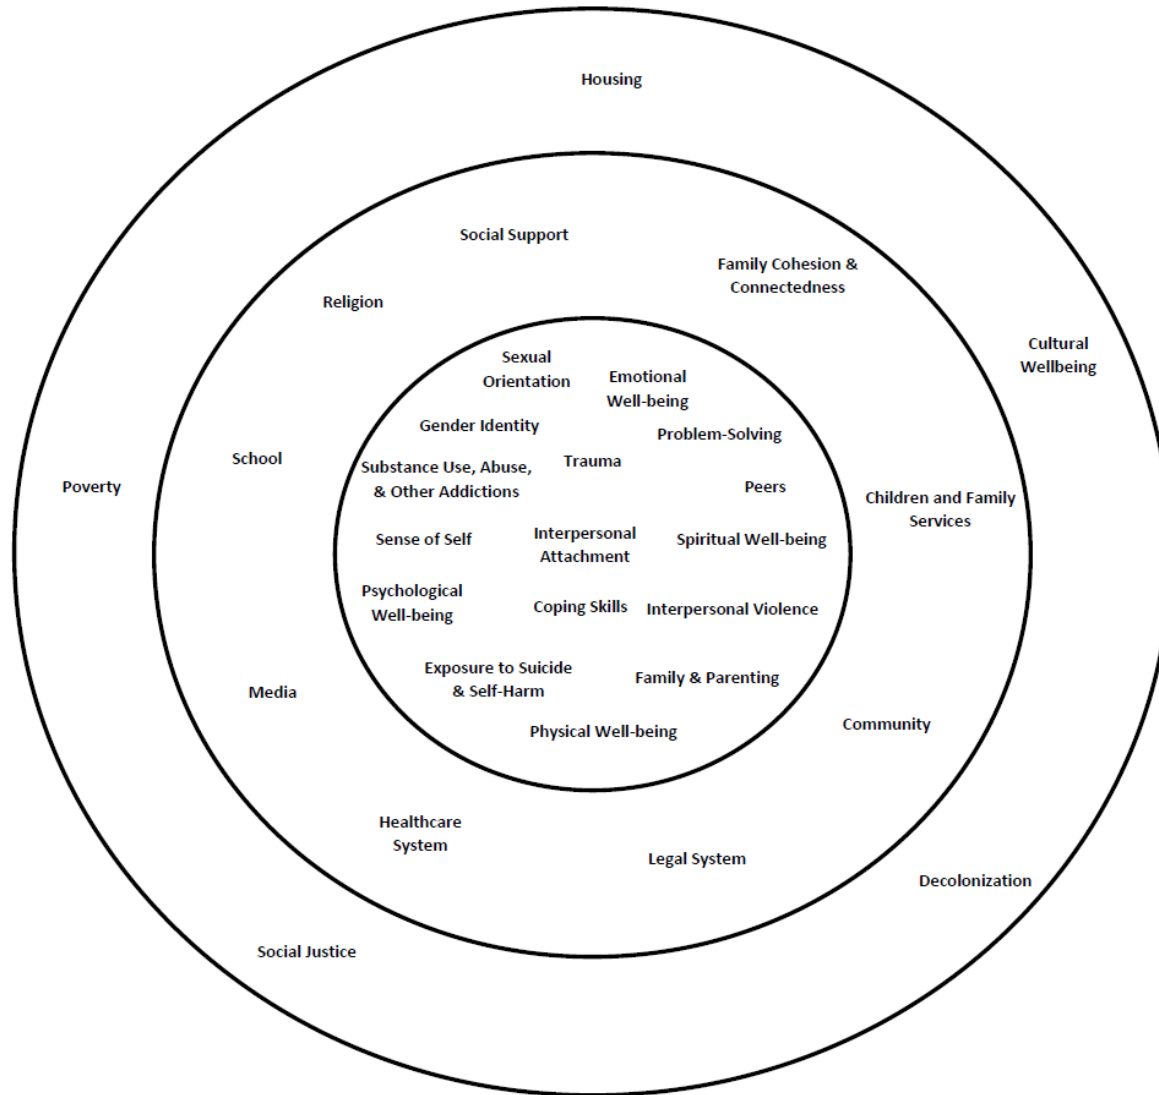 Housing
Social Support
Family Cohesion &
Connectedness
Religion
Cultural
Wellbeing
Sexual
Orientation
Emotional
Well-being
Gender Identity
Problem-Solving
School
Trauma
Substance Use, Abuse,
& Other Addictions
Poverty
Peers
Children and Family
Services
Sense of Self
Interpersonal
Attachment
Spiritual Well-being
Psychological
Well-being
Coping Skills
Interpersonal Violence
Exposure to Suicide
& Self-Harm
Family & Parenting
Media
Community
Physical Well-being
Healthcare
System
Legal System
Decolonization
Social Justice